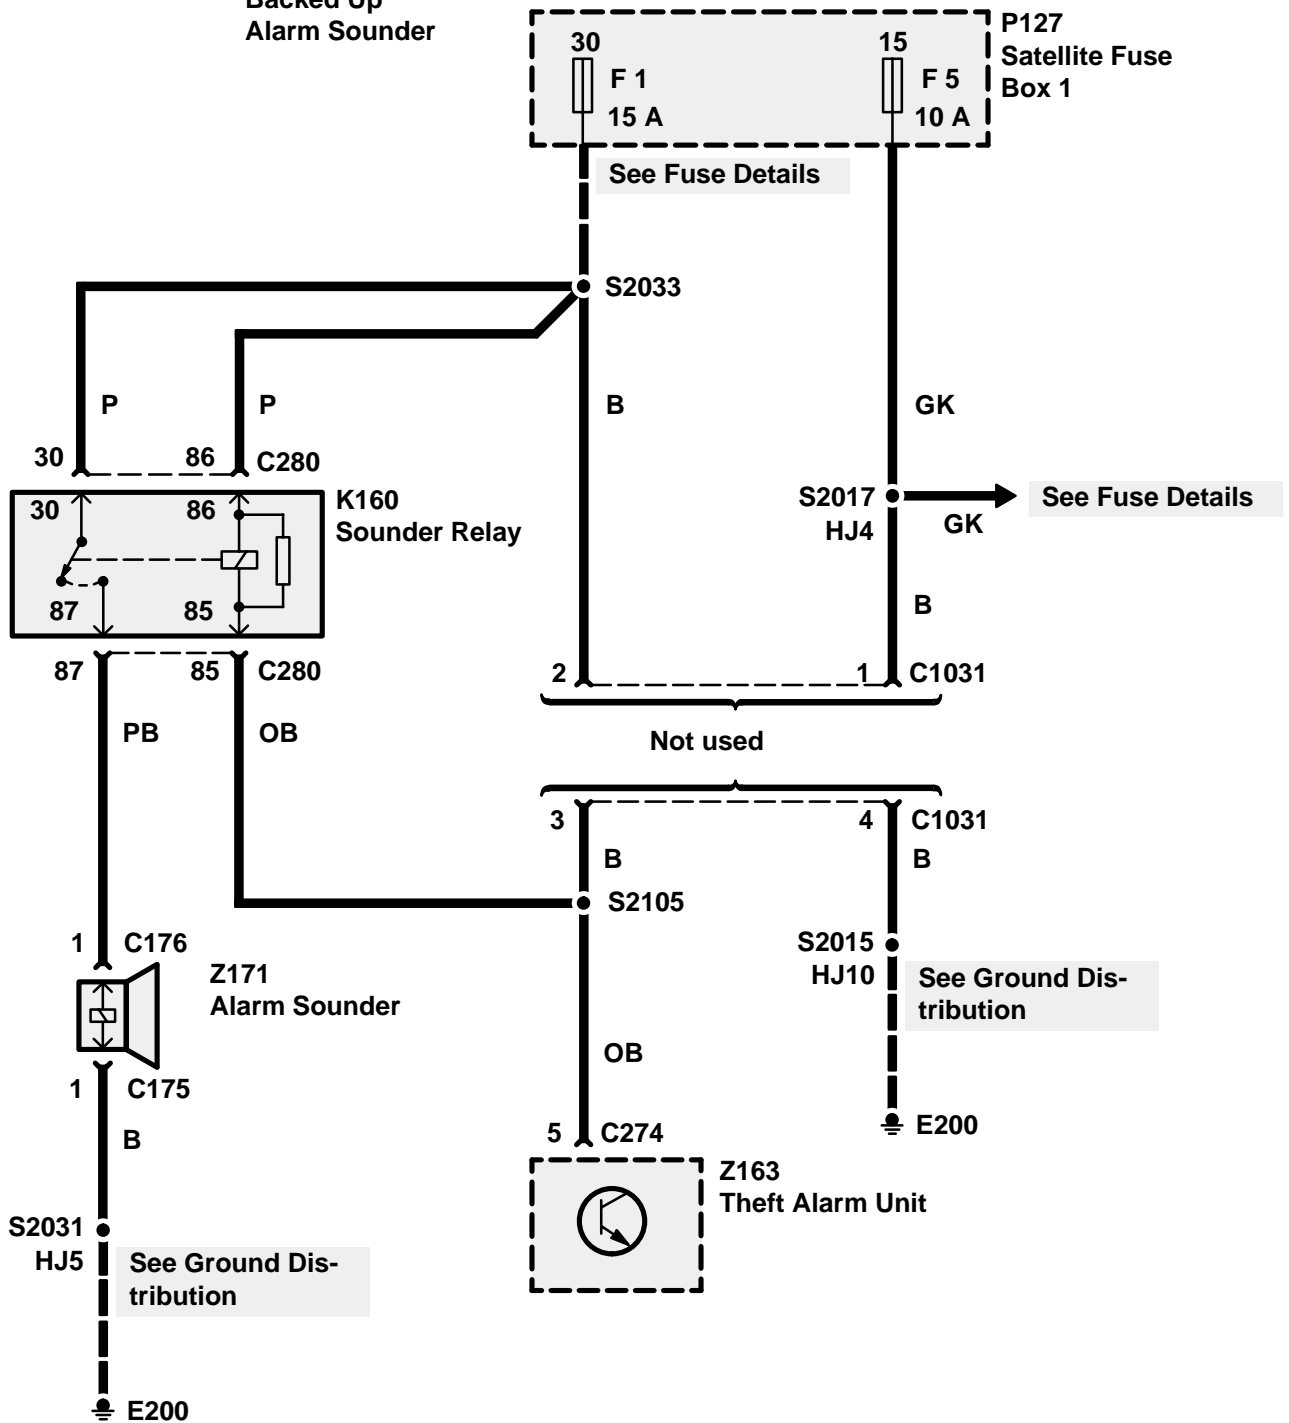 Backed Up
Alarm Sounder
P127
Satellite Fuse
Box 1
30
F 1
15 A
15
F 5
10 A
See Fuse Details
S2033
P
P
B
GK
30
86
C280
K160
Sounder Relay
30
86
87
85
S2017
HJ4
GK
See Fuse Details
B
87
85
C280
2
1
C1031
PB
OB
Not used
3
4
C1031
B
B
S2105
1
C176
S2015
HJ10
See Ground Dis-
tribution
Z171
Alarm Sounder
OB
1
C175
E200
B
5
C274
Z163
Theft Alarm Unit
S2031
HJ5
See Ground Dis-
tribution
E200